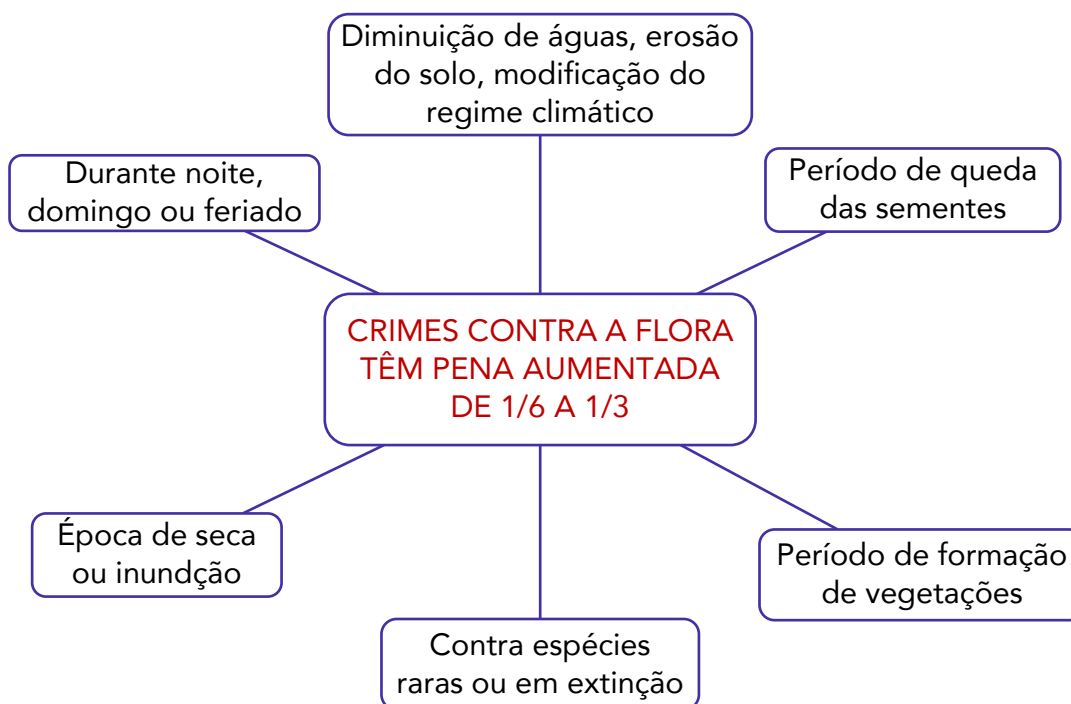 Diminuição de águas, erosão
do solo, modificação do
regime climático
Durante noite,
domingo ou feriado
Período de queda
das sementes
CRIMES CONTRA A FLORA
TÊM PENA AUMENTADA
DE 1/6 A 1/3
Época de seca
ou inundção
Período de formação
de vegetações
Contra espécies
raras ou em extinção